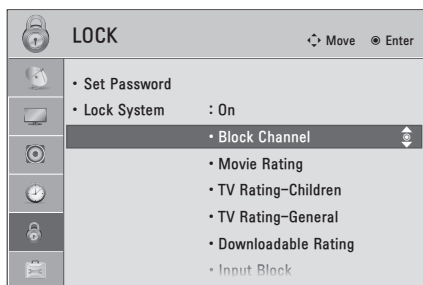 LOCK Move Enter
• Set Password
• Lock System : On
• Block Channel
• Movie Rating
• TV Rating-Children
• TV Rating-General
• Downloadable Rating
• Input Block